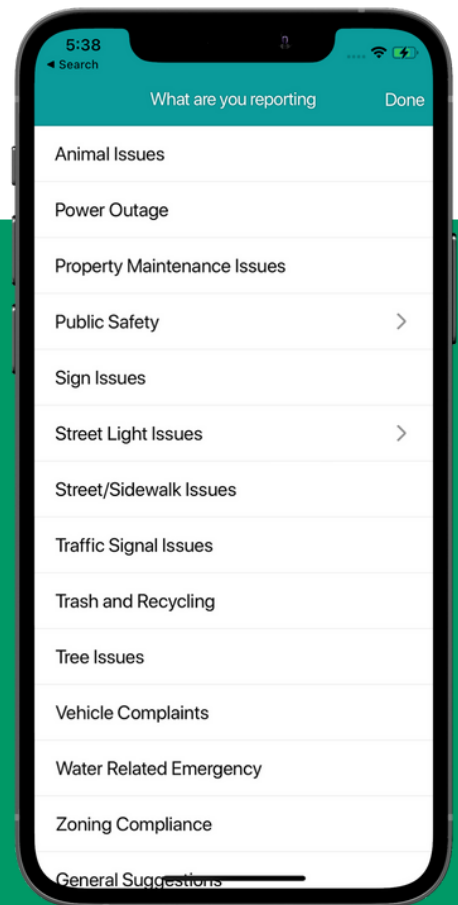 5:38
◀ Search
What are you reporting
Done
Animal Issues
Power Outage
Property Maintenance Issues
Public Safety
Sign Issues
Street Light Issues
Street/Sidewalk Issues
Traffic Signal Issues
Trash and Recycling
Tree Issues
Vehicle Complaints
Water Related Emergency
Zoning Compliance
General Suggestions